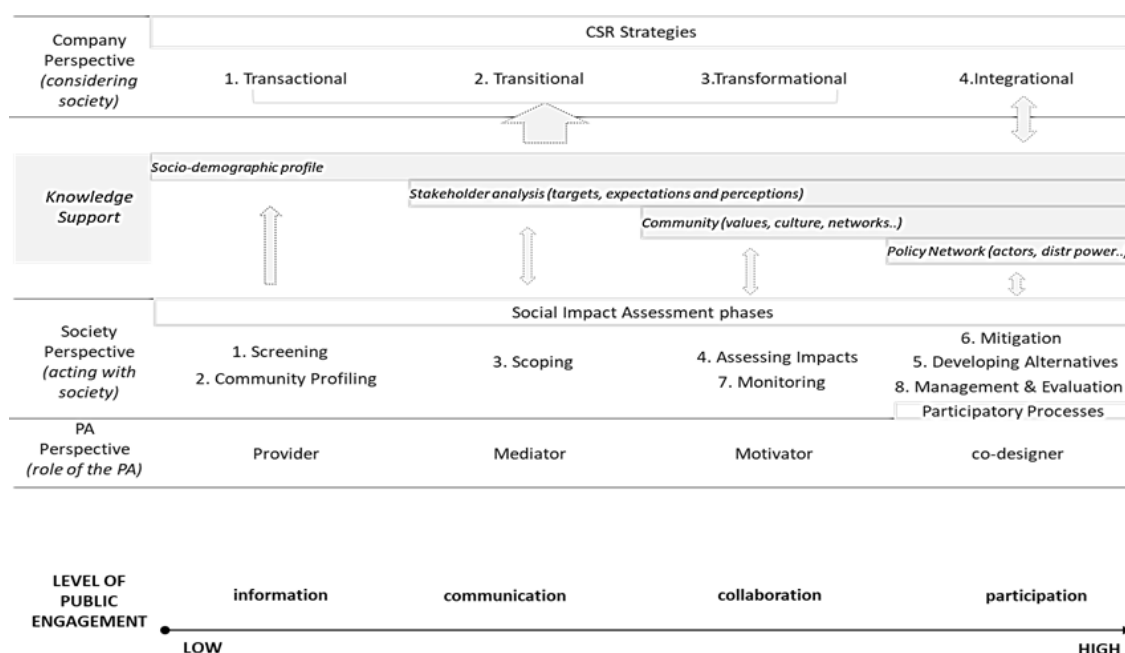 CSR Strategies
Company
Perspective
(considering
society)
1. Transactional
2. Transitional
3.Transformational
4.Integrational
Knowledge
Support
Socio-demographic profile
Stakeholder analysis (targets, expectations and perceptions)
Community (values, culture, networks..)
Policy Network (actors, distr power..)
Society
Perspective
(acting with
society)
Social Impact Assessment phases
1. Screening
2. Community Profiling
3. Scoping
4. Assessing Impacts
7. Monitoring
6. Mitigation
5. Developing Alternatives
8. Management & Evaluation
Participatory Processes
PA
Perspective
(role of the PA)
Provider
Mediator
Motivator
co-designer
LEVEL OF
PUBLIC
ENGAGEMENT
information
communication
collaboration
participation
LOW
HIGH